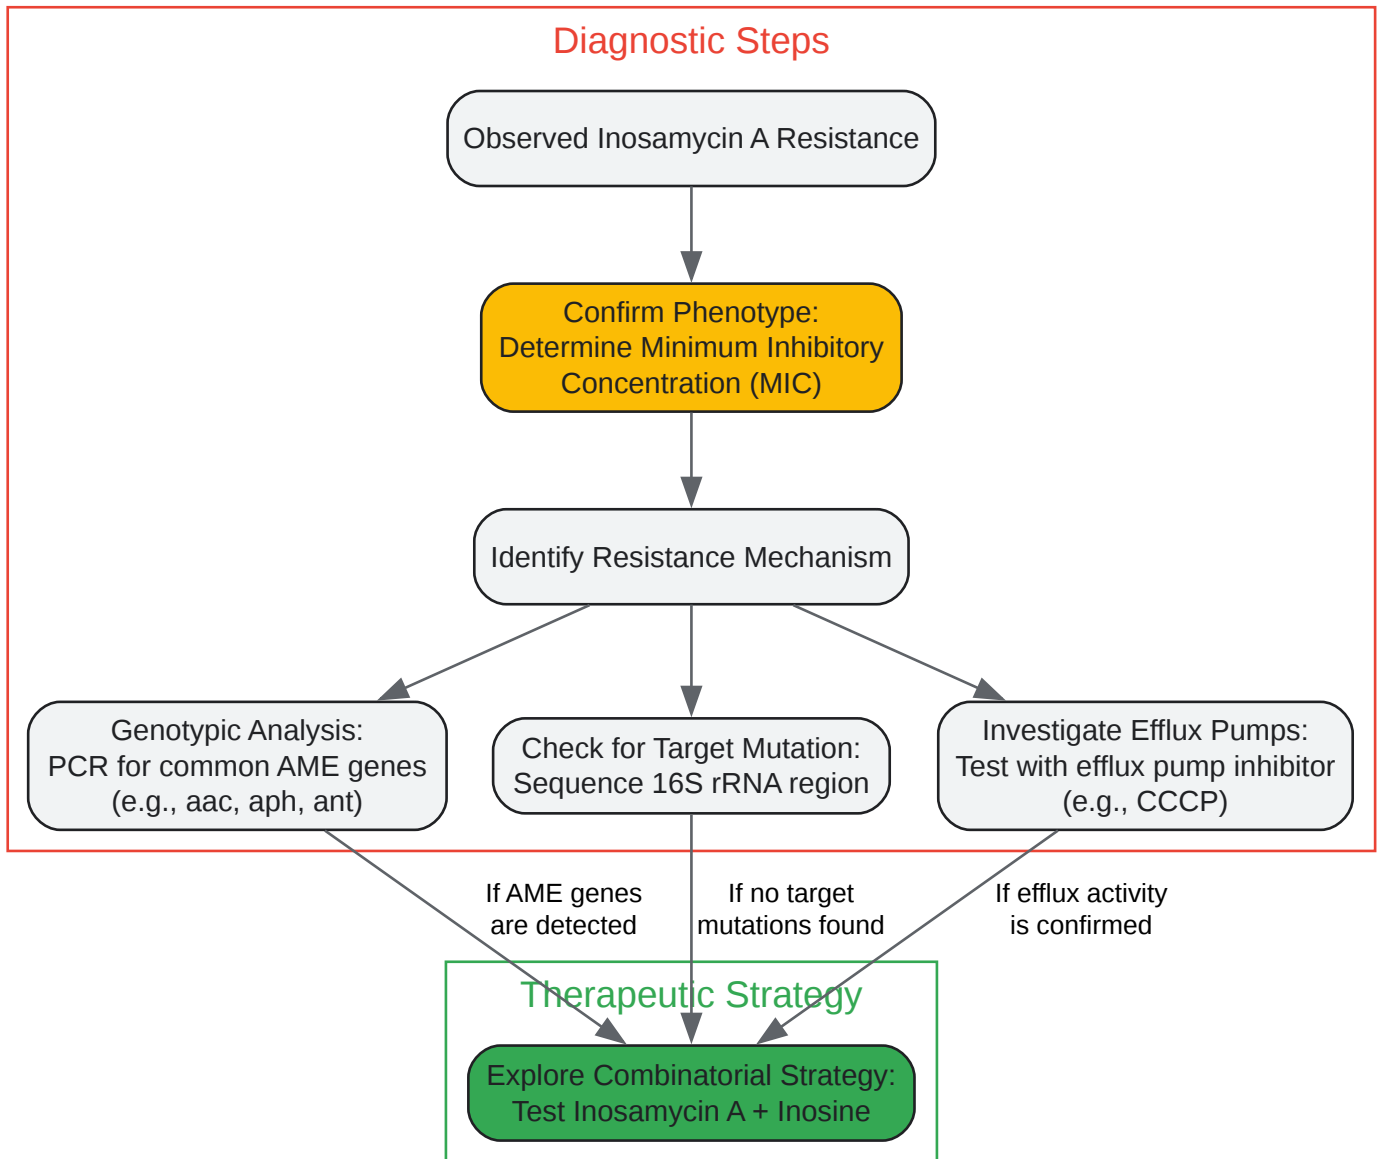 Diagnostic Steps
Observed Inosamycin A Resistance
Confirm Phenotype:
Determine Minimum Inhibitory
Concentration (MIC)
Identify Resistance Mechanism
Genotypic Analysis:
PCR for common AME genes
(e.g., aac, aph, ant)
Check for Target Mutation:
Sequence 16S rRNA region
Investigate Efflux Pumps:
Test with efflux pump inhibitor
(e.g., CCCP)
If AME genes
are detected
If no target
mutations found
If efflux activity
is confirmed
Therapeutic Strategy
Explore Combinatorial Strategy:
Test Inosamycin A + Inosine